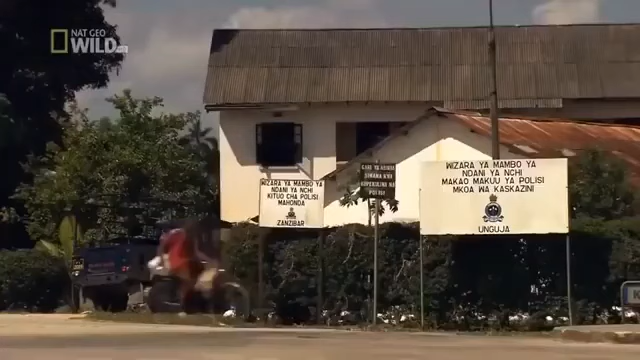 NAT GEO
WILD
WIZARA YA MAMBO YA
NDANI YA NCHI
KITUO CHA POLISI
MAHONDA
ZANZIBAR
WIZARA YA MAMBO YA
NDANI YA NCHI
MAKAO MAKUU YA POLISI
MKOA WA KASKAZINI
UNGUJA